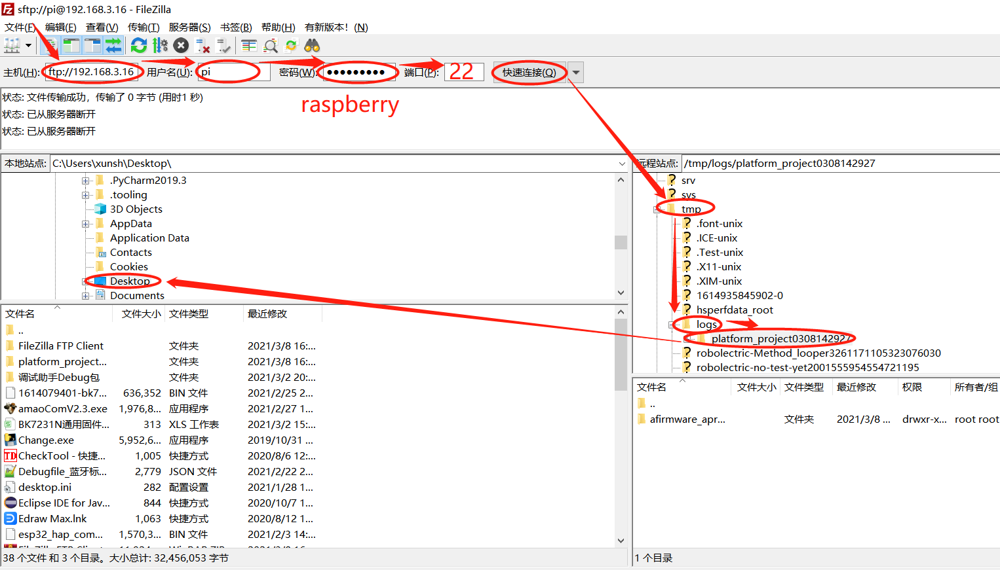 sftp://pi@192.168.3.16 - FileZilla
文件(F) 编辑(E) 查看(V) 传输(T) 服务器(S) 书签(B) 帮助(H) 有新版本! (N)
主机(H): ftp://192.168.3.16 用户名(U): pi 密码(W): ●●●●●●●●● 端口(P): 22 快速连接(Q)
raspberry
状态: 文件传输成功，传输了 0 字节 (用时1 秒)
状态: 已从服务器断开
状态: 已从服务器断开
本地站点: C:\Users\xunsh\Desktop\
.PyCharm2019.3
.tooling
3D Objects
AppData
Application Data
Contacts
Cookies
Desktop
Documents
文件名 文件大小 文件类型 最近修改
..
FileZilla FTP Client 文件夹 2021/3/8 16:...
platform_project... 文件夹 2021/3/8 16:...
调试助手Debug包 文件夹 2021/3/2 20:...
1614079401-bk7... 636,352 BIN 文件 2021/2/25 2...
amaoComV2.3.exe 1,976,8... 应用程序 2021/2/27 1...
BK7231N通用固件... 313 XLS 工作表 2021/3/2 15:...
Change.exe 5,952,6... 应用程序 2019/10/31 ...
CheckTool - 快捷... 1,005 快捷方式 2020/8/6 12:...
Debugfile_蓝牙标... 2,779 JSON 文件 2021/2/22 2...
desktop.ini 282 配置设置 2021/1/28 1...
Eclipse IDE for Jav... 844 快捷方式 2020/10/7 1...
Edraw Max.lnk 1,063 快捷方式 2020/8/12 1...
esp32_hap_com... 1,570,3... BIN 文件 2021/2/3 14:...
38 个文件 和 3 个目录。大小总计: 32,456,053 字节
远程站点: /tmp/logs/platform_project0308142927
srv
sys
tmp
.font-unix
.ICE-unix
.Test-unix
.X11-unix
.XIM-unix
1614935845902-0
hsperfdata_root
logs
platform_project0308142927
robolectric-Method_looper3261171105323076030
robolectric-no-test-yet2001555954554721195
文件名 文件大小 文件类型 最近修改 权限 所有者/组
..
afirmware_apr... 文件夹 2021/3/8 ... drwxr-x... root root
1 个目录